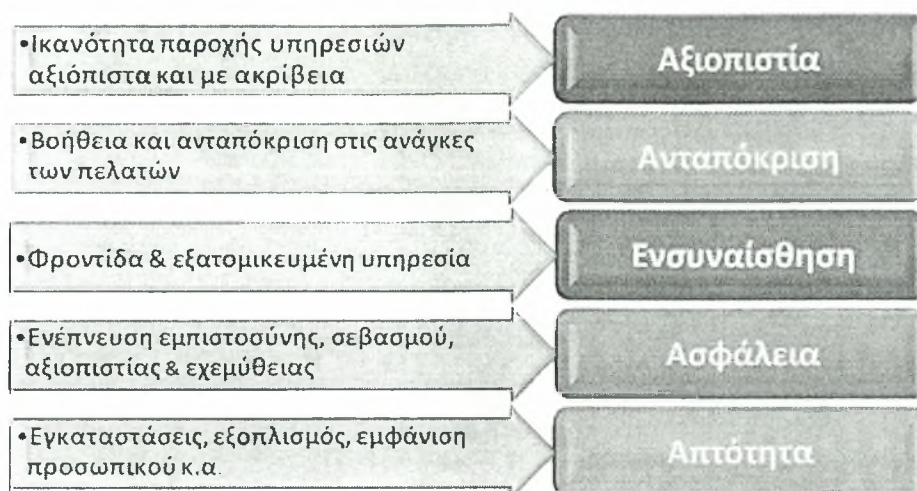 •Ικανότητα παροχής υπηρεσιών
αξιόπιστα και με ακρίβεια
Αξιοπιστία
•Βοήθεια και ανταπόκριση στις ανάγκες
των πελατών
Ανταπόκριση
•Φροντίδα & εξατομικευμένη υπηρεσία
Ενσυναίσθηση
•Ενέπνευση εμπιστοσύνης, σεβασμού,
αξιοπιστίας & εχεμύθειας
Ασφάλεια
•Εγκαταστάσεις, εξοπλισμός, εμφάνιση
προσωπικού κ.α.
Απτότητα